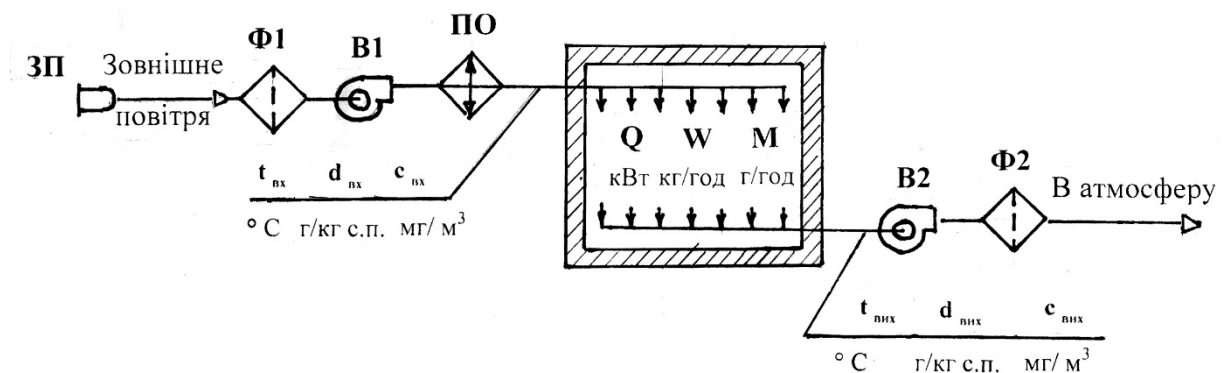 ЗП
Зовнішнє
повітря
Ф1
В1
ПО
t вх d вх c вх
° С г/кг с.п. мг/ м³
Q W M
кВт кг/год г/год
В2
Ф2
В атмосферу
t вих d вих c вих
° С г/кг с.п. мг/ м³